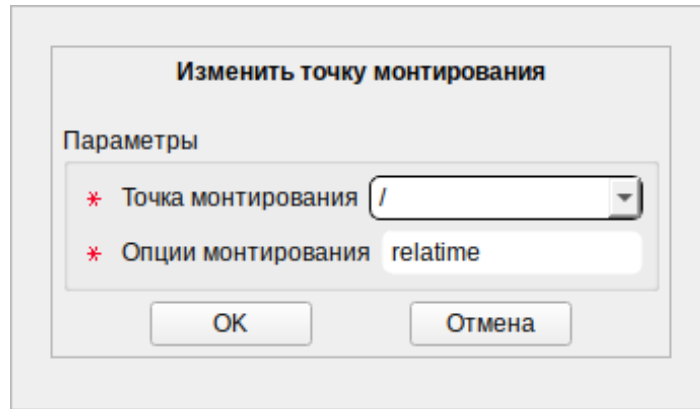 Изменить точку монтирования
Параметры
* Точка монтирования /
* Опции монтирования relatime
OK Отмена